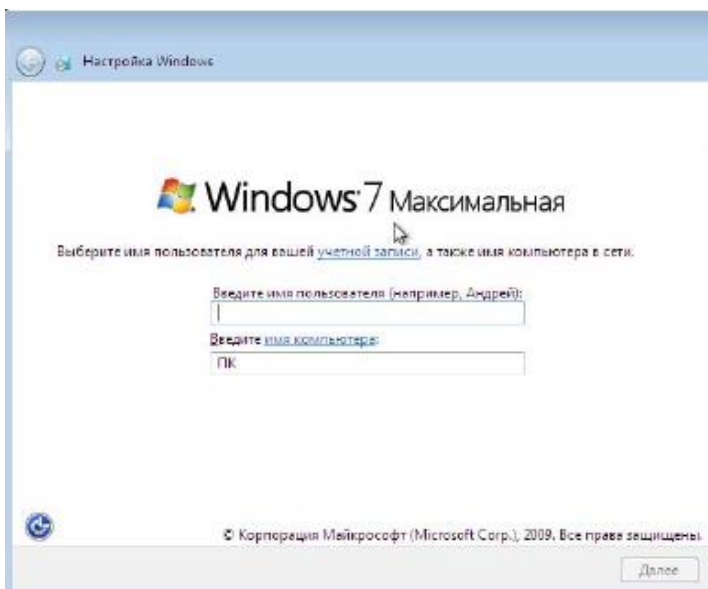 Настройка Windows
Windows 7 Максимальная
Выберите имя пользователя для вашей учетной записи, а также имя компьютера в сети.
Введите имя пользователя (например, Андрей):
Введите имя компьютера:
ПК
© Корпорация Майкрософт (Microsoft Corp.), 2009. Все права защищены.
Далее